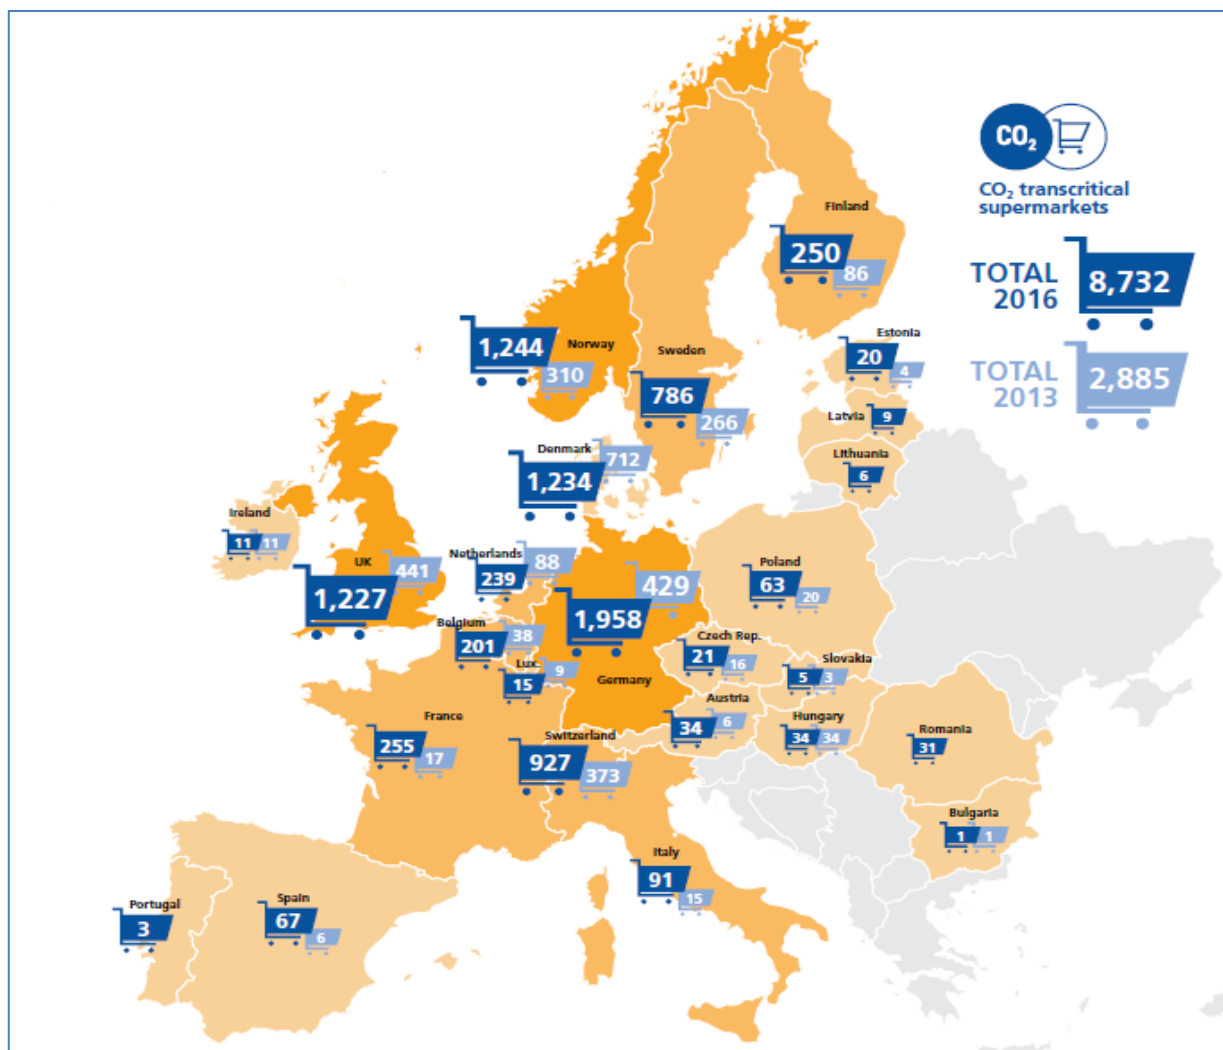 CO₂
CO₂ transcritical
supermarkets
TOTAL
2016
8,732
TOTAL
2013
2,885
Finland
250
86
Norway
1,244
310
Sweden
786
266
Estonia
20
4
Latvia
9
Lithuania
6
Denmark
712
1,234
Ireland
11
11
UK
441
1,227
Netherlands
88
239
429
1,958
Germany
Poland
63
20
Belgium
38
201
Lux.
9
15
Czech Rep.
21
16
Slovakia
5
3
Austria
6
34
Hungary
34
34
Romania
31
France
255
17
Switzerland
927
373
Bulgaria
1
1
Italy
91
15
Portugal
3
Spain
67
6